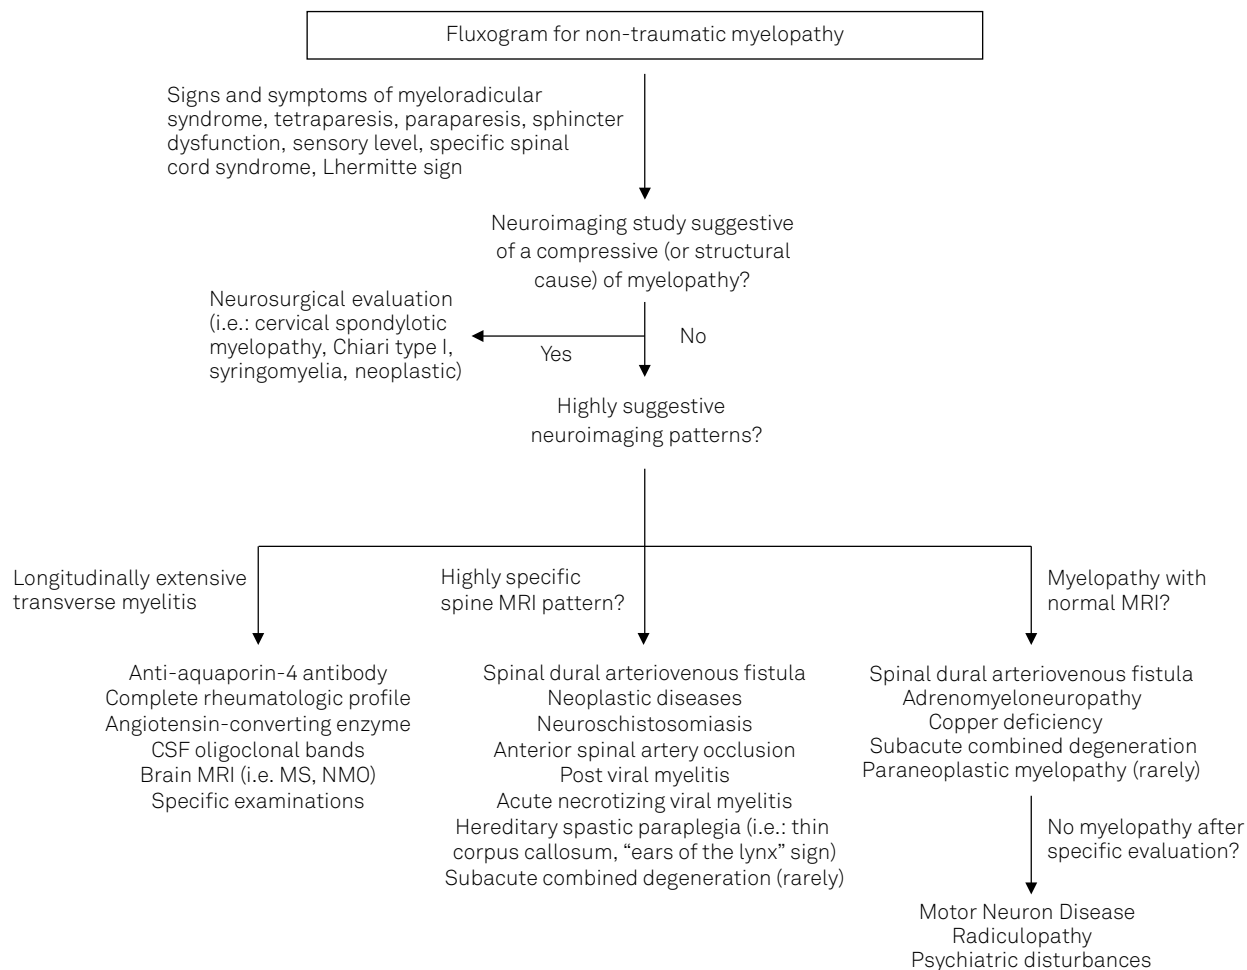 Fluxogram for non-traumatic myelopathy
Signs and symptoms of myeloradicular
syndrome, tetraparesis, paraparesis, sphincter
dysfunction, sensory level, specific spinal
cord syndrome, Lhermitte sign
Neuroimaging study suggestive
of a compressive (or structural
cause) of myelopathy?
Neurosurgical evaluation
(i.e.: cervical spondylotic
myelopathy, Chiari type I,
syringomyelia, neoplastic)
Yes
No
Highly suggestive
neuroimaging patterns?
Longitudinally extensive
transverse myelitis
Highly specific
spine MRI pattern?
Myelopathy with
normal MRI?
Anti-aquaporin-4 antibody
Complete rheumatologic profile
Angiotensin-converting enzyme
CSF oligoclonal bands
Brain MRI (i.e. MS, NMO)
Specific examinations
Spinal dural arteriovenous fistula
Neoplastic diseases
Neuroschistosomiasis
Anterior spinal artery occlusion
Post viral myelitis
Acute necrotizing viral myelitis
Hereditary spastic paraplegia (i.e.: thin
corpus callosum, “ears of the lynx” sign)
Subacute combined degeneration (rarely)
Spinal dural arteriovenous fistula
Adrenomyeloneuropathy
Copper deficiency
Subacute combined degeneration
Paraneoplastic myelopathy (rarely)
No myelopathy after
specific evaluation?
Motor Neuron Disease
Radiculopathy
Psychiatric disturbances